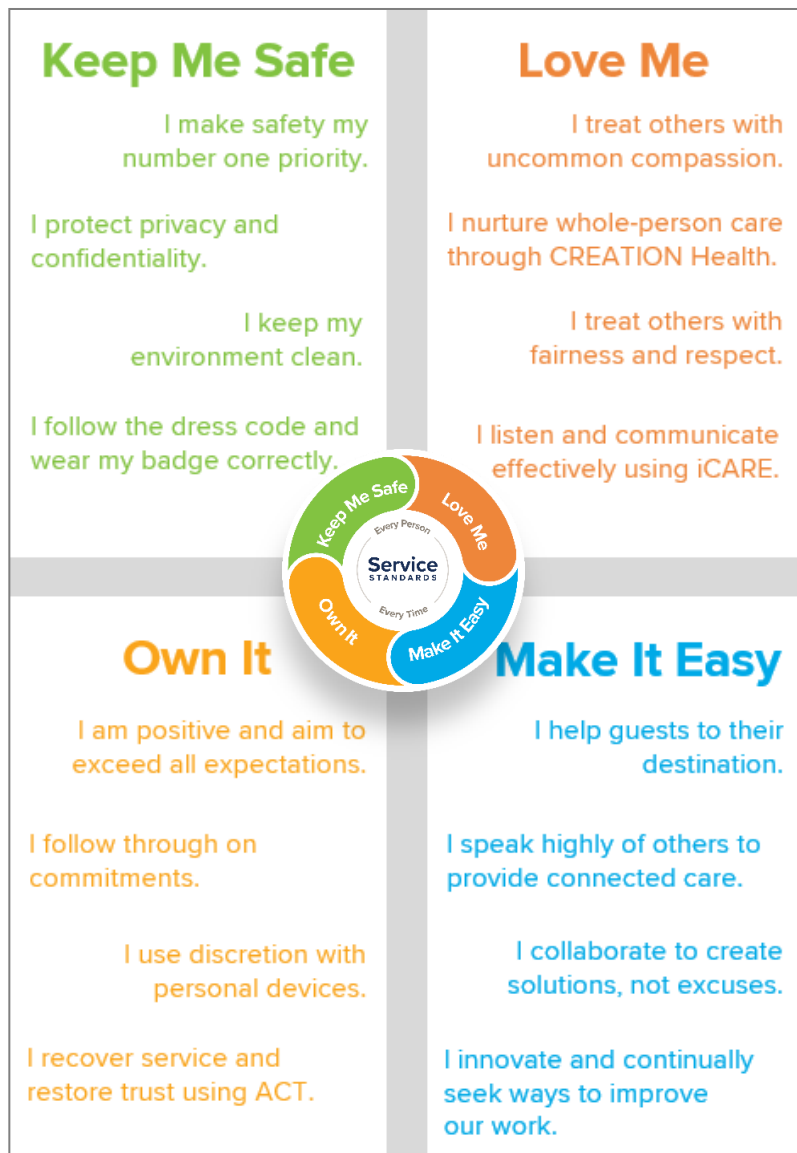 Keep Me Safe
I make safety my
number one priority.
I protect privacy and
confidentiality.
I keep my
environment clean.
I follow the dress code and
wear my badge correctly.
Love Me
I treat others with
uncommon compassion.
I nurture whole-person care
through CREATION Health.
I treat others with
fairness and respect.
I listen and communicate
effectively using iCARE.
Keep Me Safe
Love Me
Every Person
Service
STANDARDS
Every Time
Own It
Make It Easy
Own It
I am positive and aim to
exceed all expectations.
I follow through on
commitments.
I use discretion with
personal devices.
I recover service and
restore trust using ACT.
Make It Easy
I help guests to their
destination.
I speak highly of others to
provide connected care.
I collaborate to create
solutions, not excuses.
I innovate and continually
seek ways to improve
our work.